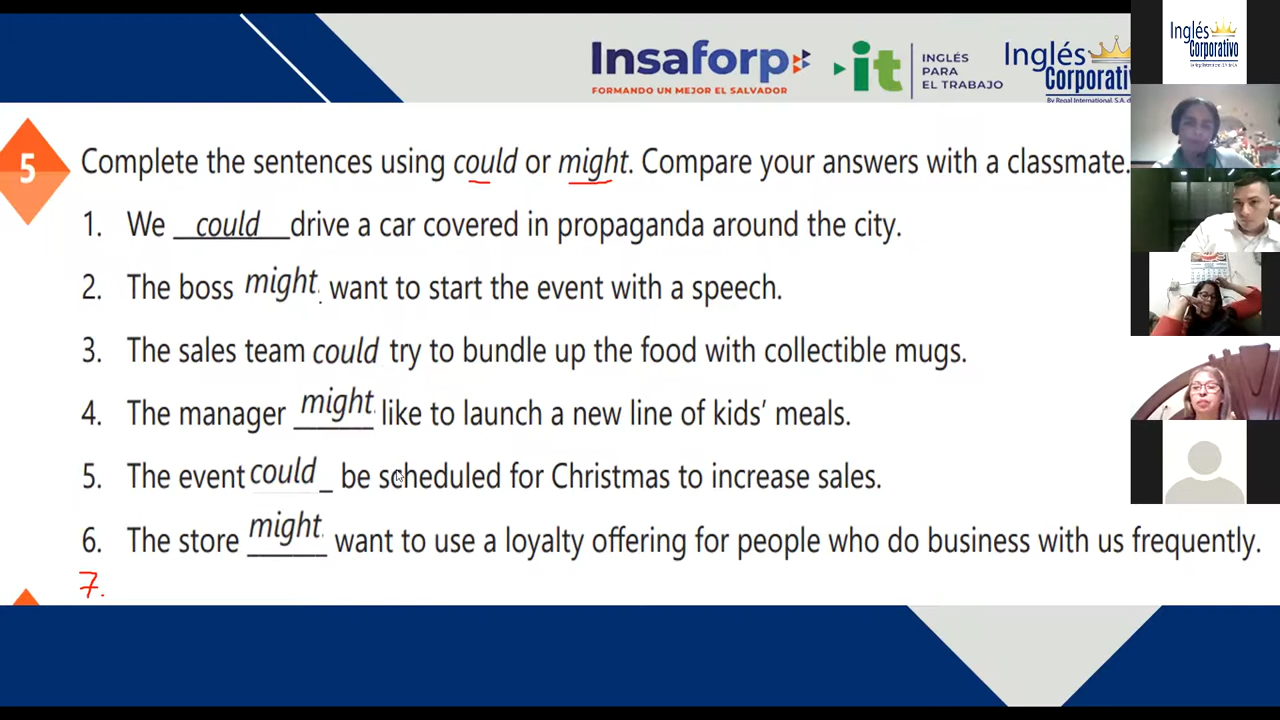 Insaforp
FORMANDO UN MEJOR EL SALVADOR
it
INGLÉS
PARA
EL TRABAJO
Inglés
Corporativ
By Regal International, S.A. d
Inglés
Corporativo
5
Complete the sentences using could or might. Compare your answers with a classmate.
1. We could drive a car covered in propaganda around the city.
2. The boss might want to start the event with a speech.
3. The sales team could try to bundle up the food with collectible mugs.
4. The manager might like to launch a new line of kids' meals.
5. The event could be scheduled for Christmas to increase sales.
6. The store might want to use a loyalty offering for people who do business with us frequently.
7.